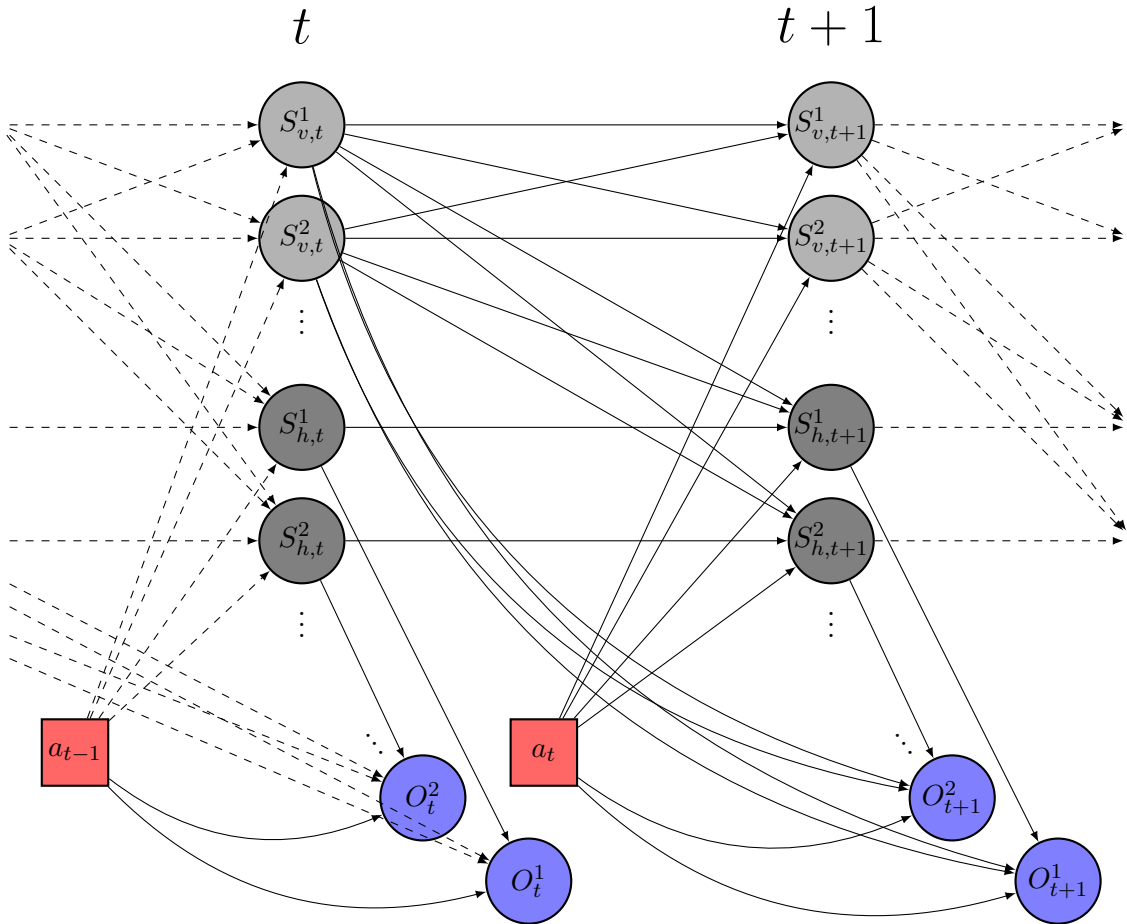 t t + 1
S^1_{v,t} S^1_{v,t+1}
S^2_{v,t} S^2_{v,t+1}
⋮ ⋮
S^1_{h,t} S^1_{h,t+1}
S^2_{h,t} S^2_{h,t+1}
⋮ ⋮
a_{t−1} ⋱ a_t ⋱
O^2_t O^2_{t+1}
O^1_t O^1_{t+1}